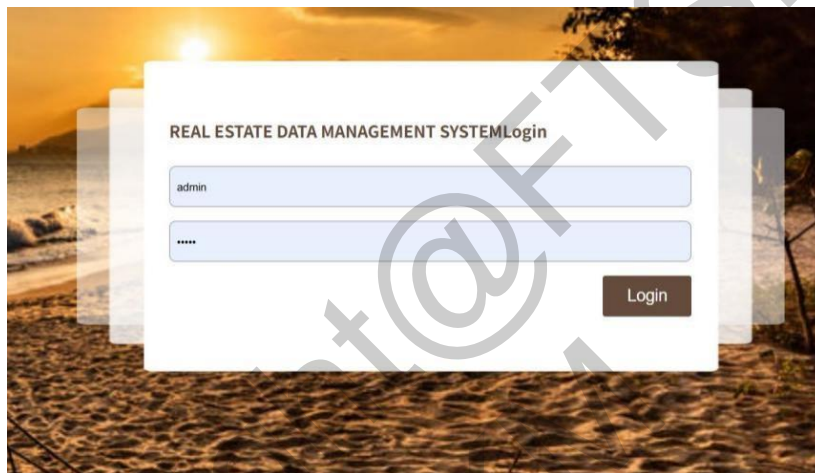 REAL ESTATE DATA MANAGEMENT SYSTEMLogin
admin
•••••
Login